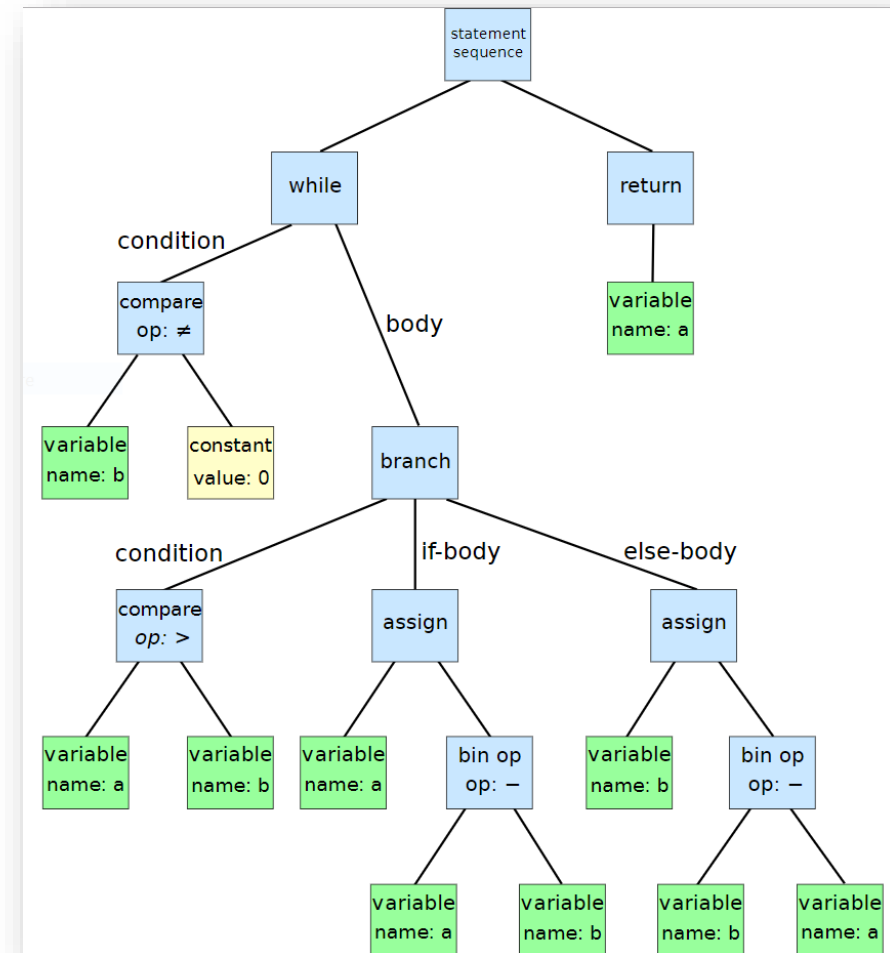 statement
sequence
while
return
condition
compare
op: ≠
body
variable
name: a
variable
name: b
constant
value: 0
branch
condition
if-body
else-body
compare
op: >
assign
assign
variable
name: a
variable
name: b
variable
name: a
bin op
op: −
variable
name: b
bin op
op: −
variable
name: a
variable
name: b
variable
name: b
variable
name: a